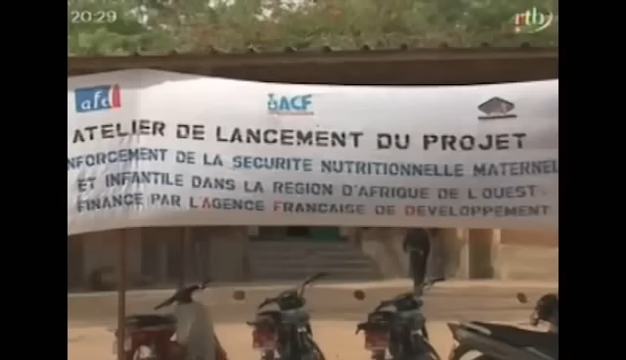 20:29
rtb
afd
ACF
ATELIER DE LANCEMENT DU PROJET
NFORCEMENT DE LA SECURITE NUTRITIONNELLE MATERNEL
ET INFANTILE DANS LA REGION D'AFRIQUE DE L'OUEST
FINANCE PAR L'AGENCE FRANCAISE DE DEVELOPPEMENT